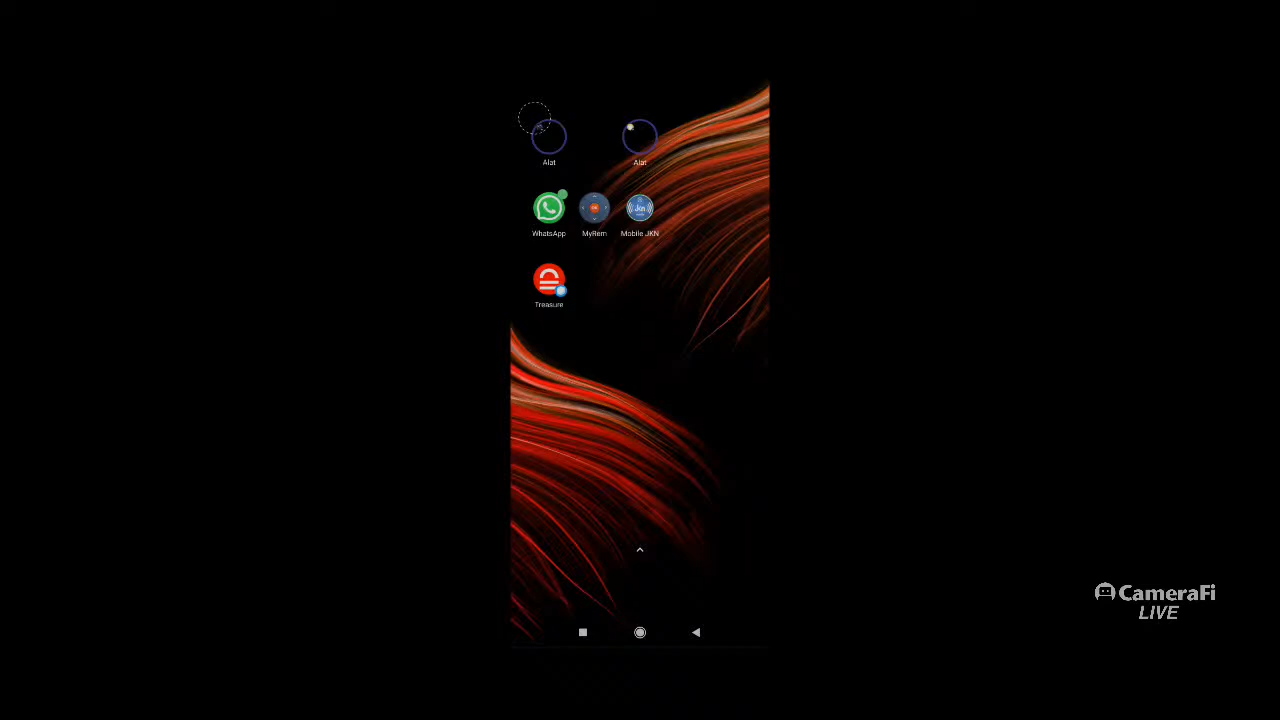 Alat
Alat
WhatsApp
MyRem
Mobile JKN
Treasure
CameraFi
LIVE